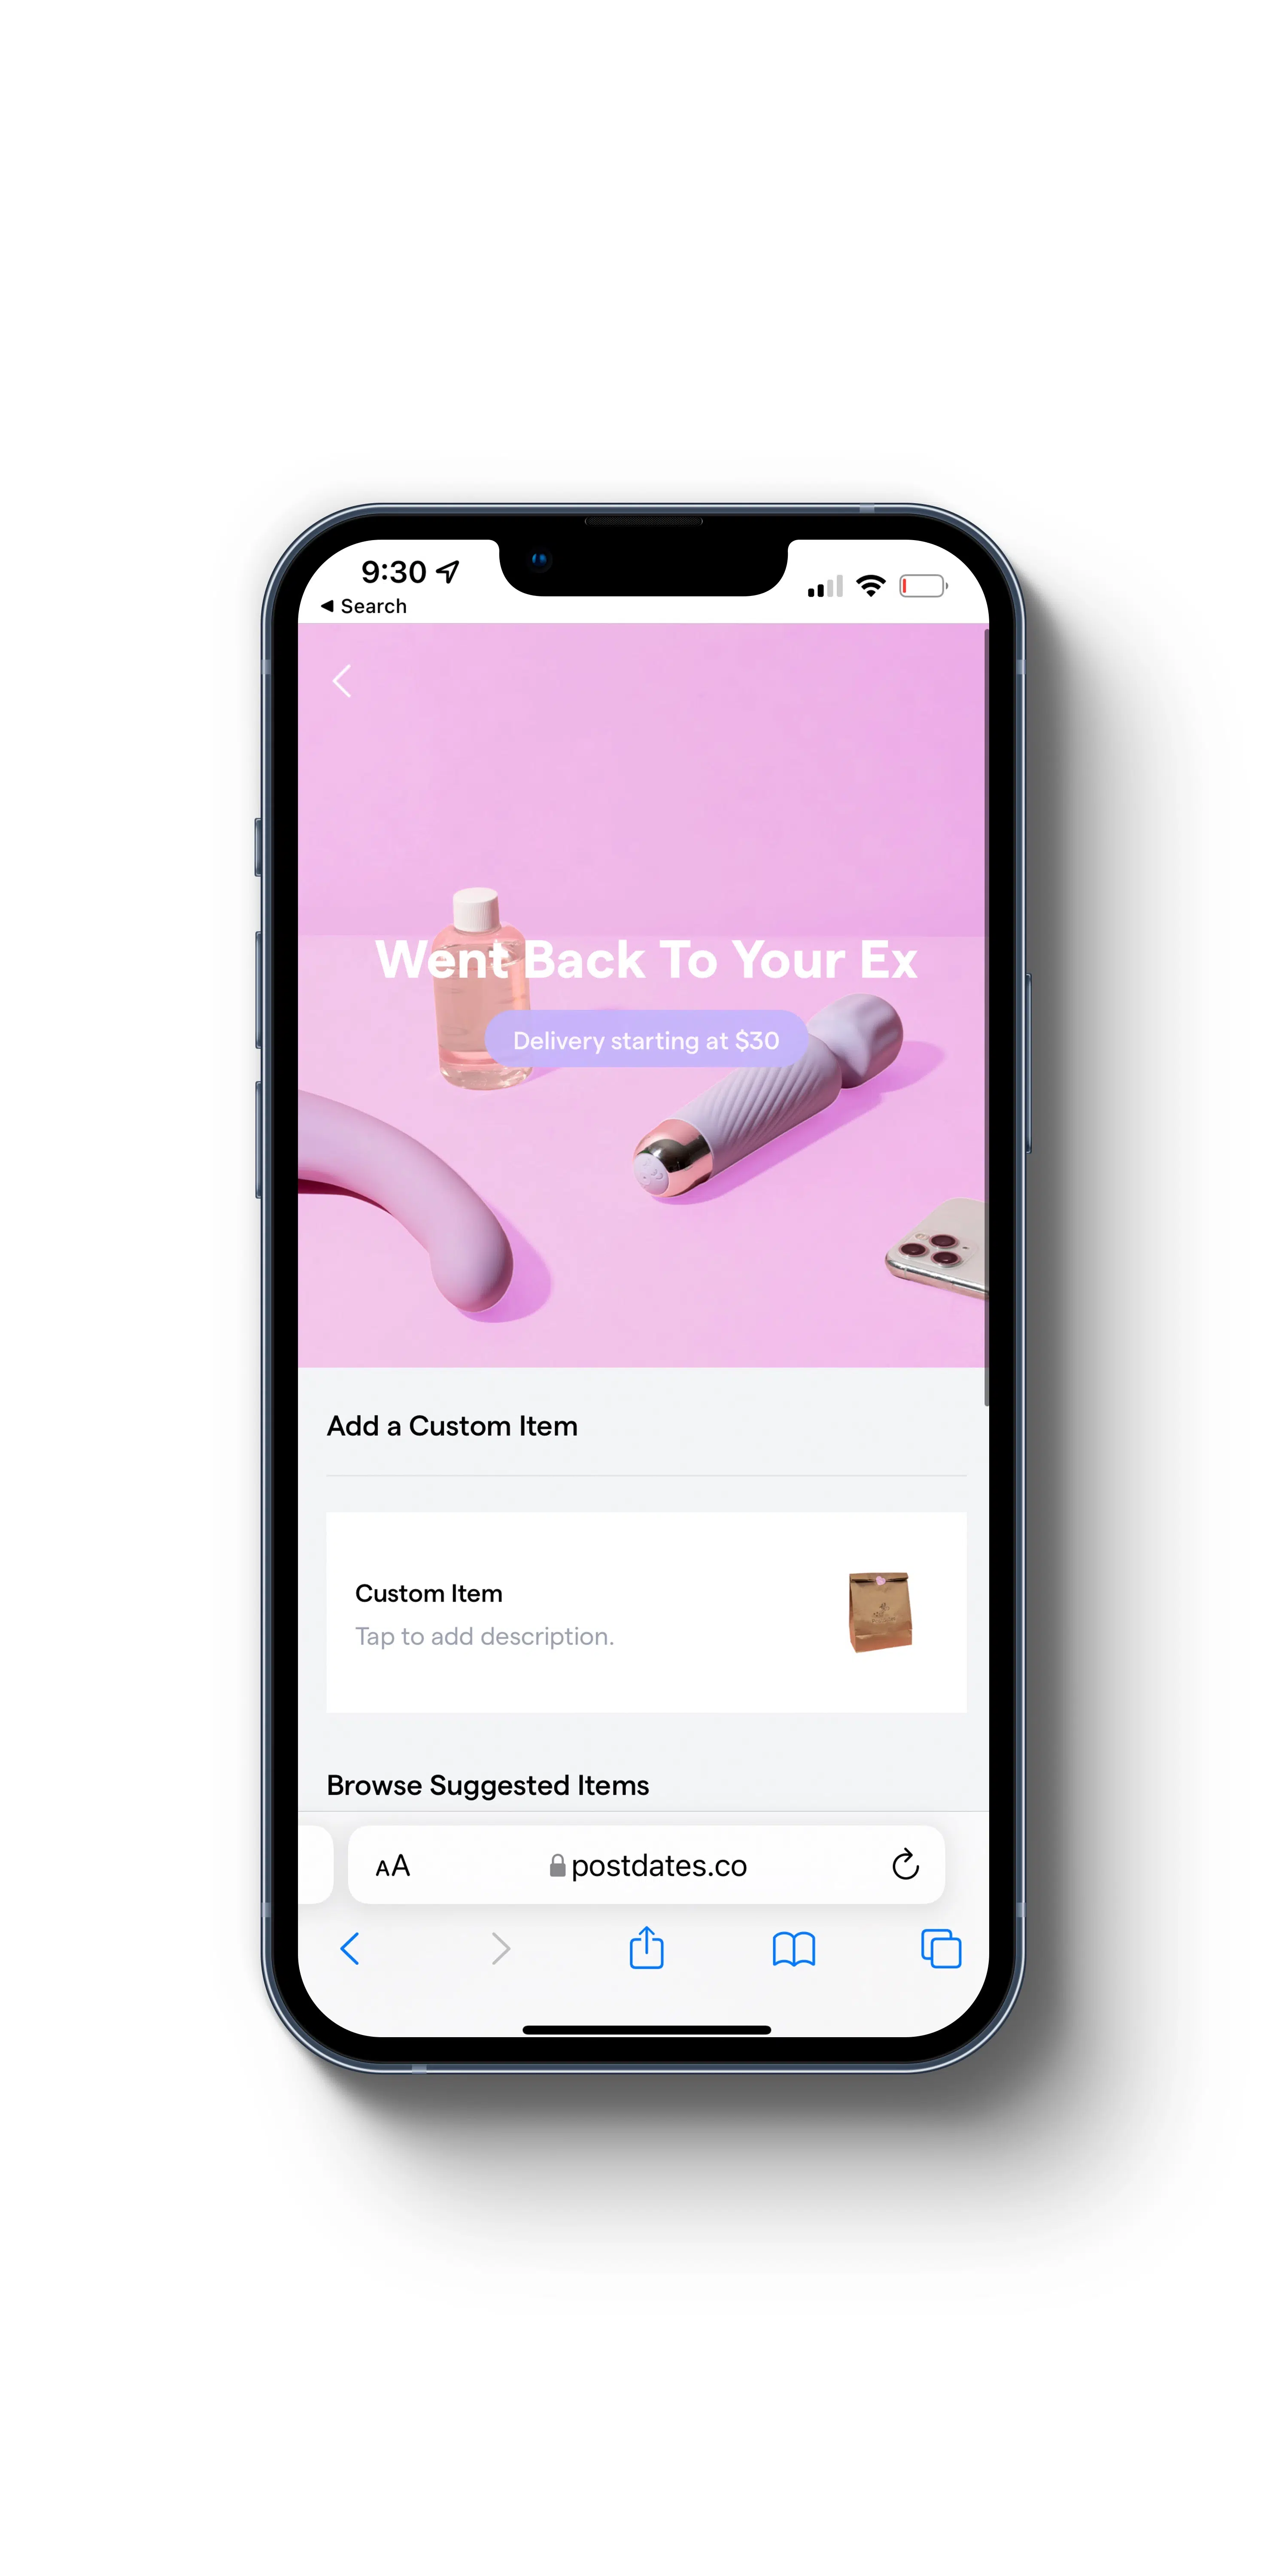 9:30
Search
Went Back To Your Ex
Delivery starting at $30
Add a Custom Item
Custom Item
Tap to add description.
Browse Suggested Items
AA postdates.co